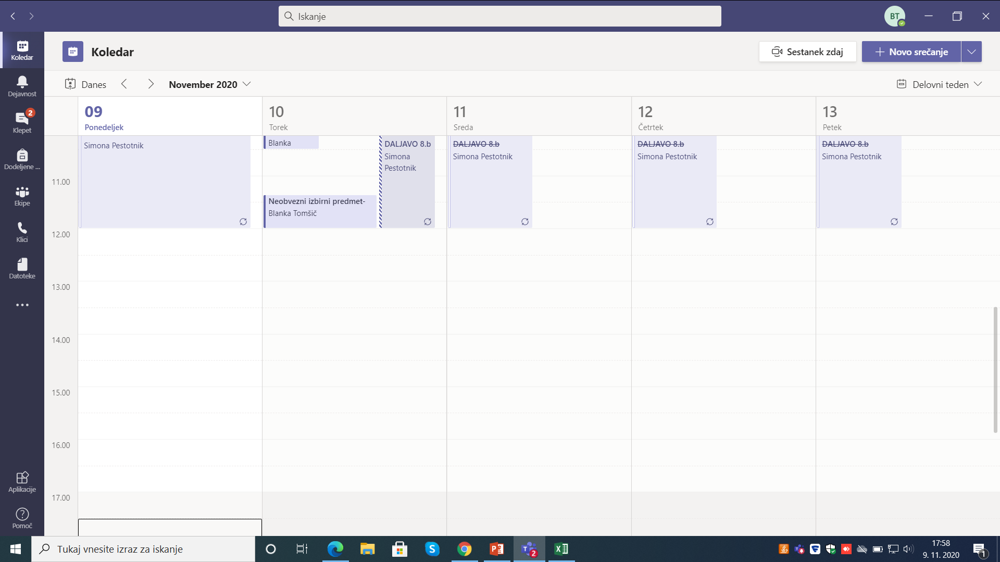 Iskanje
BT
Koledar
Sestanek zdaj
Novo srečanje
Koledar
Dejavnost
2
Klepet
Dodeljene ...
Ekipe
Klici
Datoteke
Aplikacije
Pomoč
Danes
November 2020
Delovni teden
09
Ponedeljek
10
Torek
11
Sreda
12
Četrtek
13
Petek
Simona Pestotnik
Blanka
DALJAVO 8.b
Simona
Pestotnik
Neobvezni izbirni predmet-
Blanka Tomšič
DALJAVO 8.b
Simona Pestotnik
DALJAVO 8.b
Simona Pestotnik
DALJAVO 8.b
Simona Pestotnik
11.00
12.00
13.00
14.00
15.00
16.00
17.00
Tukaj vnesite izraz za iskanje
2
17:58
9. 11. 2020
1